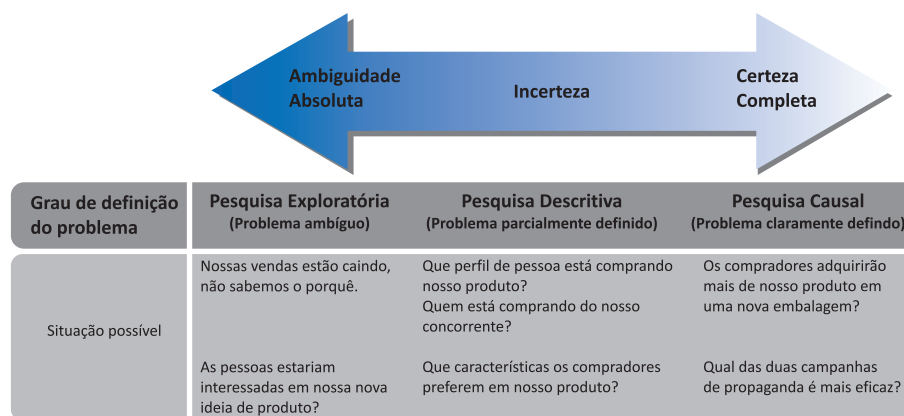 Ambiguidade
Absoluta
Incerteza
Certeza
Completa
Grau de definição
do problema
Pesquisa Exploratória
(Problema ambíguo)
Pesquisa Descritiva
(Problema parcialmente definido)
Pesquisa Causal
(Problema claramente defindo)
Situação possível
Nossas vendas estão caindo,
não sabemos o porquê.
Que perfil de pessoa está comprando
nosso produto?
Quem está comprando do nosso
concorrente?
Os compradores adquirirão
mais de nosso produto em
uma nova embalagem?
As pessoas estariam
interessadas em nossa nova
ideia de produto?
Que características os compradores
preferem em nosso produto?
Qual das duas campanhas
de propaganda é mais eficaz?